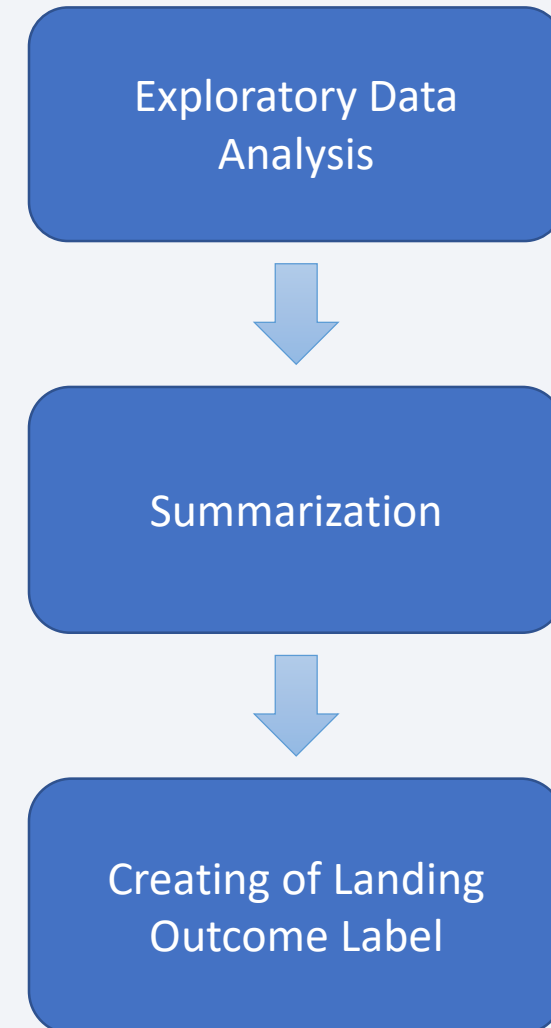 Exploratory Data
Analysis
Summarization
Creating of Landing
Outcome Label